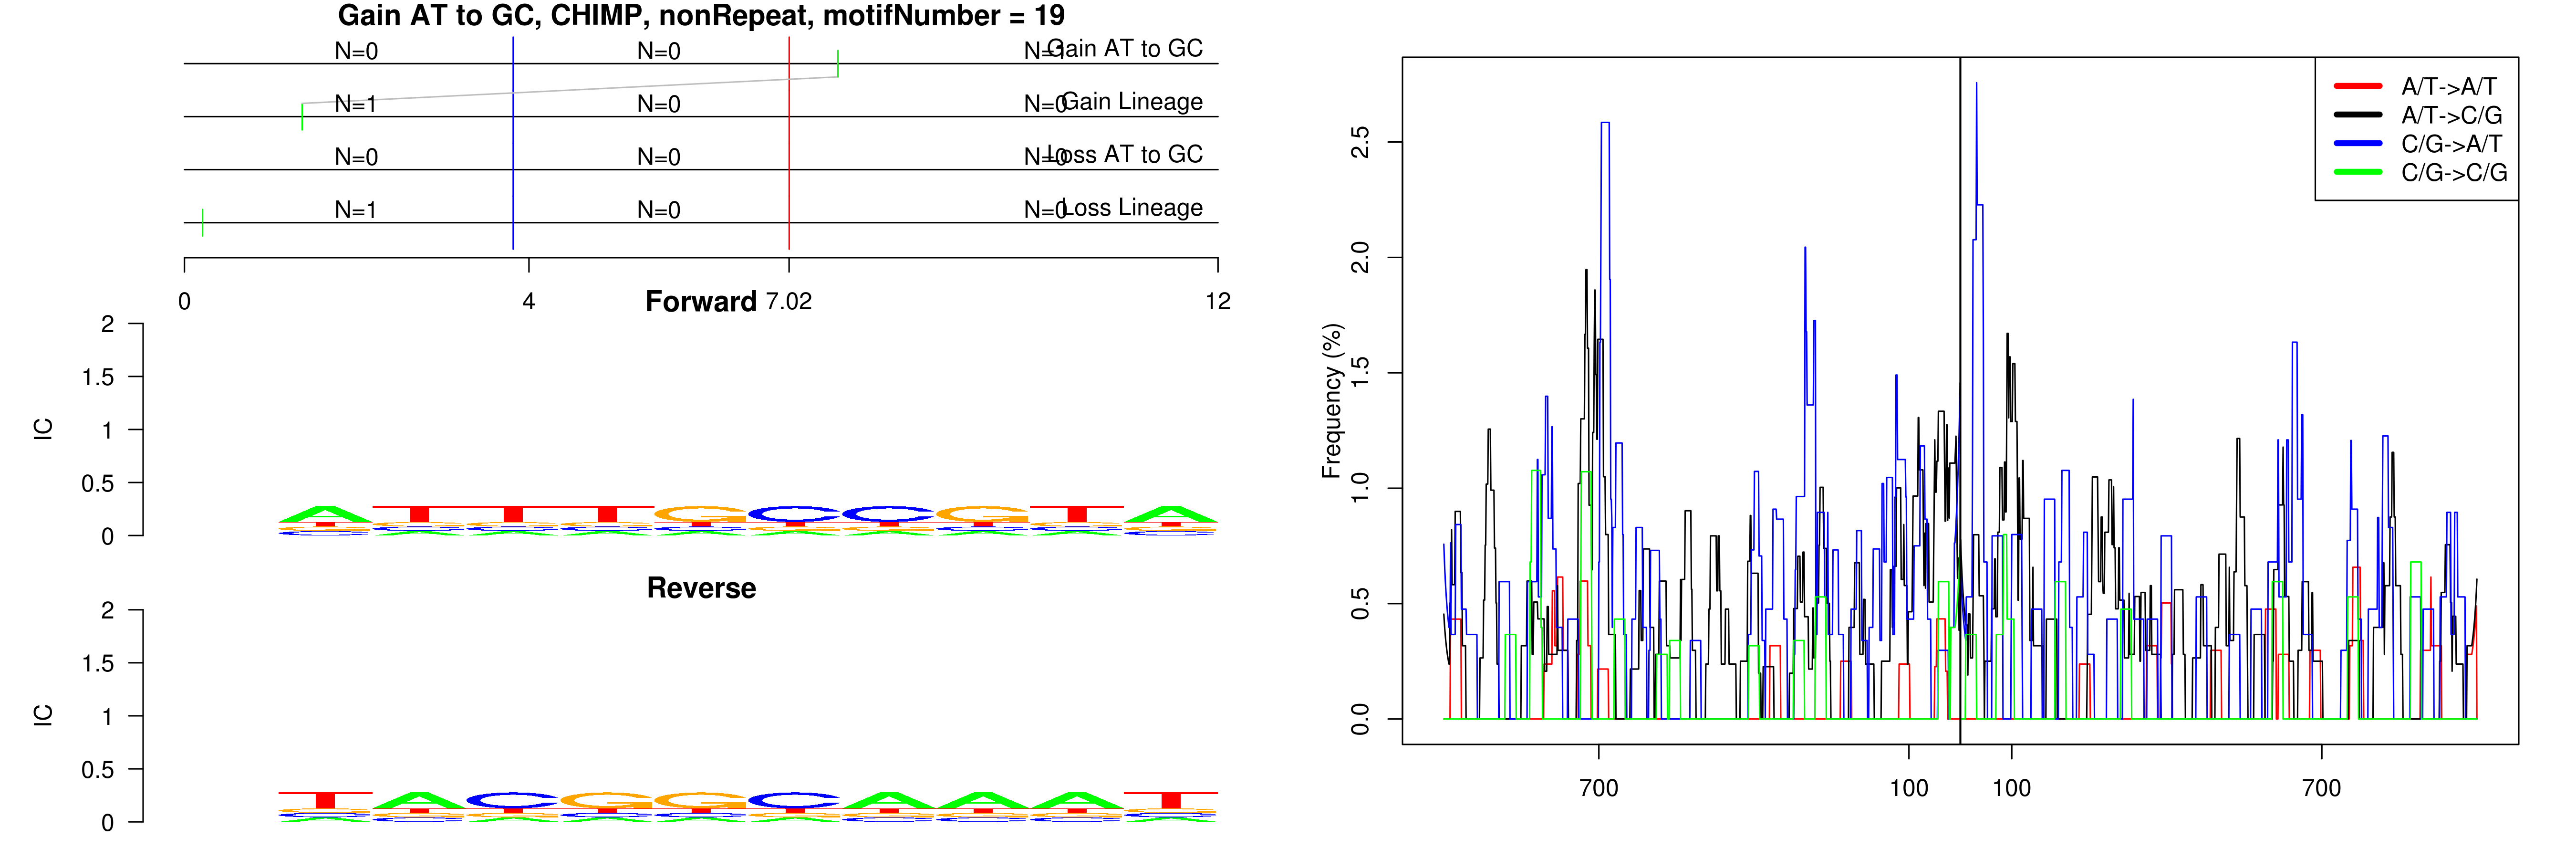 Gain AT to GC, CHIMP, nonRepeat, motifNumber = 19
N=0 N=0 N=1 Gain AT to GC
N=1 N=0 N=0 Gain Lineage
N=0 N=0 N=0 Loss AT to GC
N=1 N=0 N=0 Loss Lineage
0 4 7.02 12
Forward
IC
2
1.5
1
0.5
0
ATTTGCCGTA
Reverse
IC
2
1.5
1
0.5
0
TACGGCAAAT
Frequency (%)
2.5
2.0
1.5
1.0
0.5
0.0
700 100 100 700
A/T->A/T
A/T->C/G
C/G->A/T
C/G->C/G